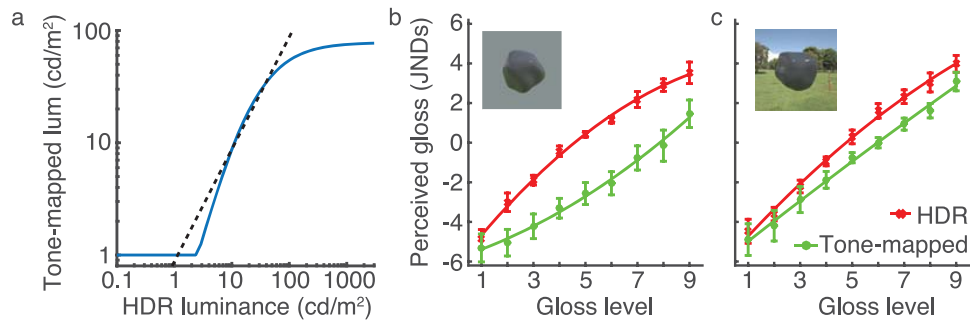 a
Tone-mapped lum (cd/m²)
100
10
1
0.1 1 10 100 1000
HDR luminance (cd/m²)
b
Perceived gloss (JNDs)
6
4
2
0
-2
-4
-6
1 3 5 7 9
Gloss level
c
HDR
Tone-mapped
1 3 5 7 9
Gloss level